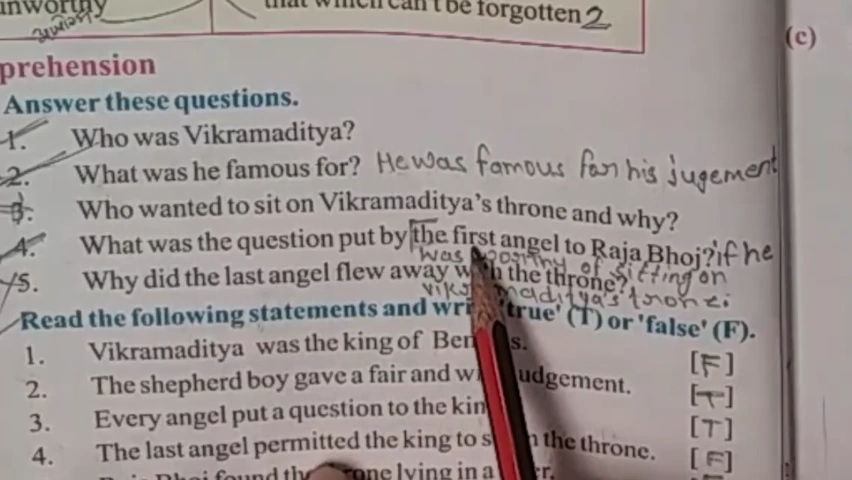 unworthy
that which can't be forgotten 2
(c)
prehension
Answer these questions.
1. Who was Vikramaditya?
2. What was he famous for? He was famous for his jugement
3. Who wanted to sit on Vikramaditya's throne and why?
4. What was the question put by the first angel to Raja Bhoj? if he
was worthy of sitting on
5. Why did the last angel flew away with the throne?
vikramaditya's trone.
Read the following statements and write 'true' (T) or 'false' (F).
1. Vikramaditya was the king of [F]
2. The shepherd boy gave a fair and judgement. [T]
3. Every angel put a question to the kin [T]
4. The last angel permitted the king to the throne. [F]
found lying in a